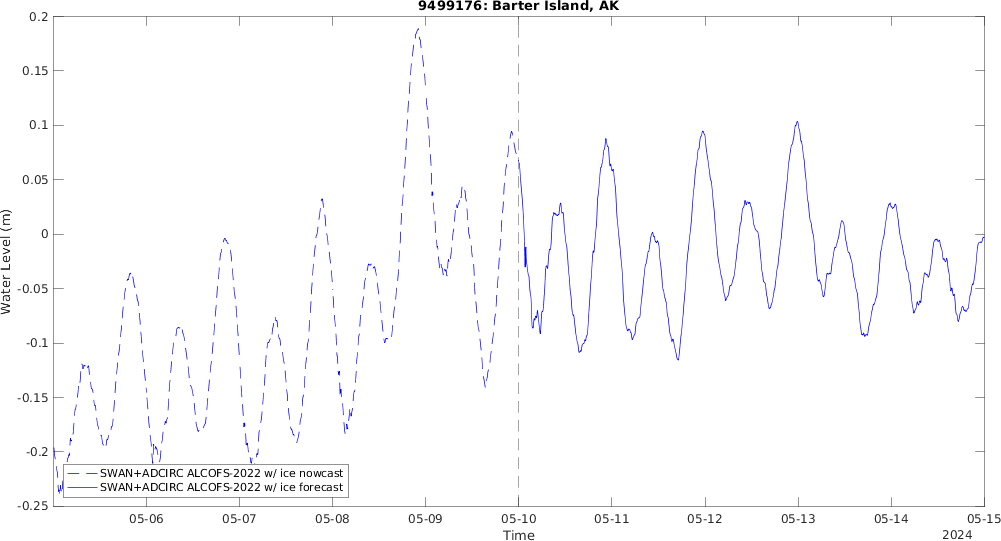 9499176: Barter Island, AK
0.2
0.15
0.1
0.05
0
-0.05
-0.1
-0.15
-0.2
-0.25
Water Level (m)
SWAN+ADCIRC ALCOFS-2022 w/ ice nowcast
SWAN+ADCIRC ALCOFS-2022 w/ ice forecast
05-06 05-07 05-08 05-09 05-10 05-11 05-12 05-13 05-14 05-15
Time
2024